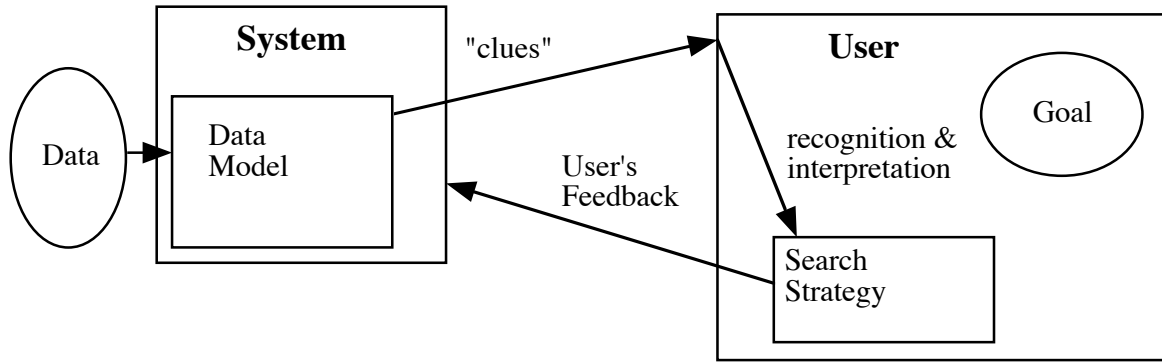 System
Data
Data
Model
"clues"
User's
Feedback
User
Goal
recognition &
interpretation
Search
Strategy